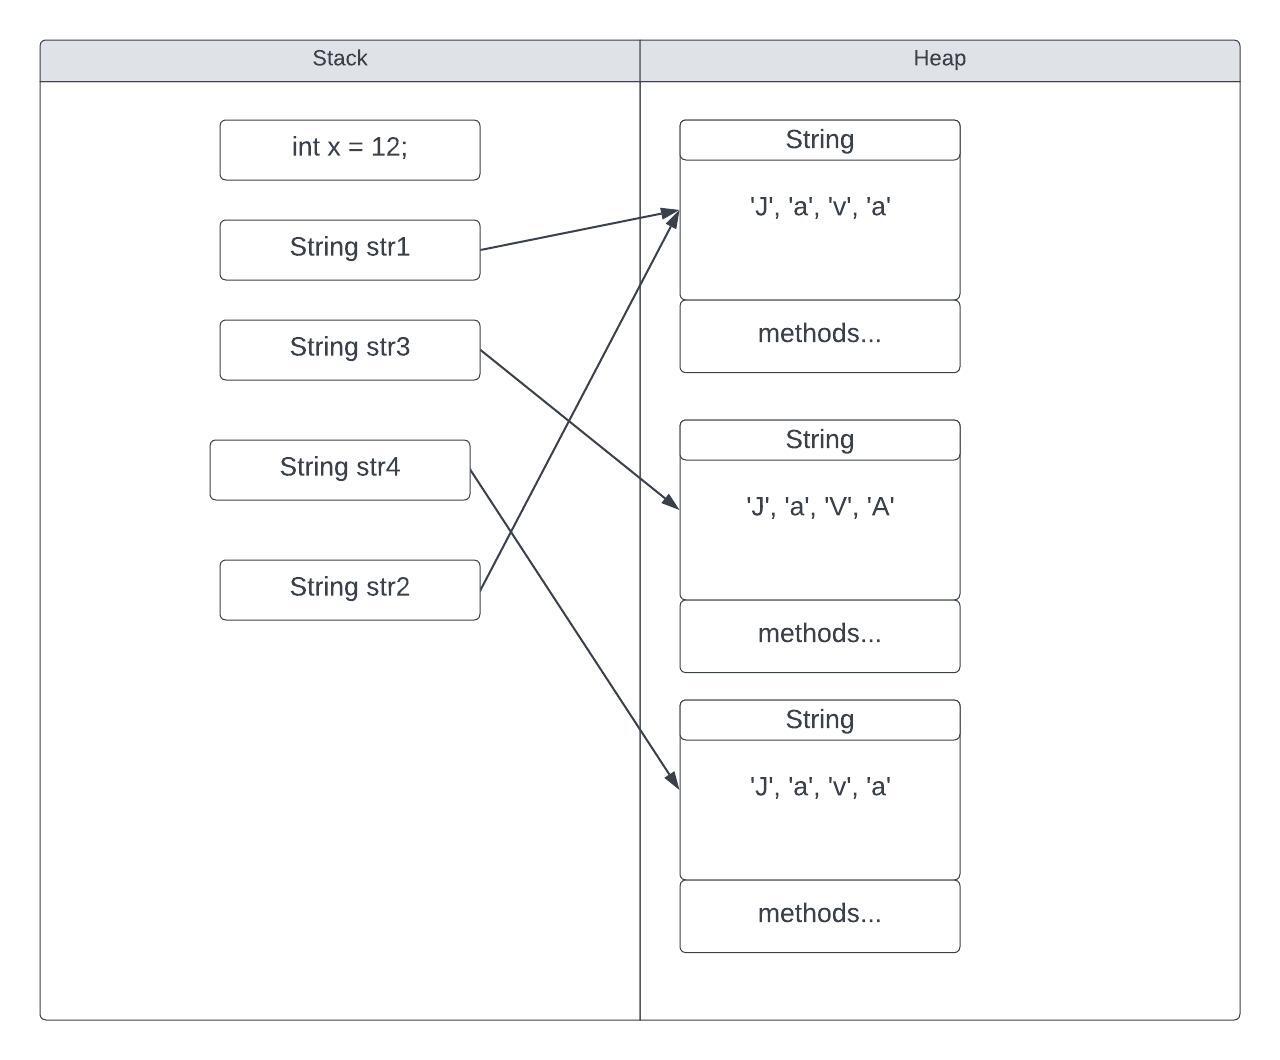 Stack
Heap
int x = 12;
String str1
String str3
String str4
String str2
String
'J', 'a', 'v', 'a'
methods...
String
'J', 'a', 'V', 'A'
methods...
String
'J', 'a', 'v', 'a'
methods...